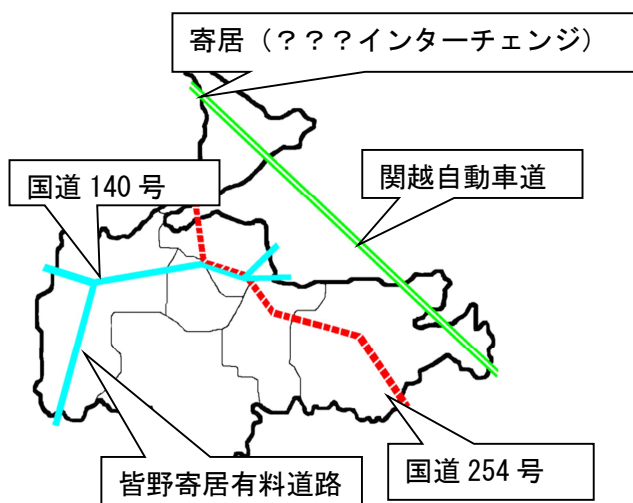 寄居（？？？インターチェンジ）
国道 140 号
関越自動車道
皆野寄居有料道路
国道 254 号